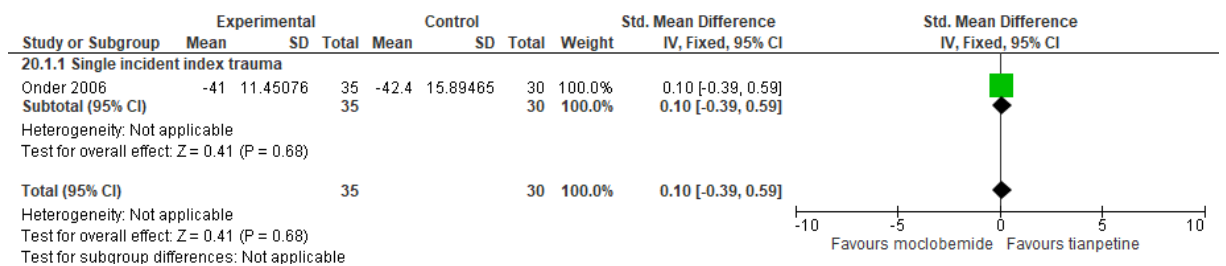 Experimental Control Std. Mean Difference Std. Mean Difference
Study or Subgroup Mean SD Total Mean SD Total Weight IV, Fixed, 95% CI IV, Fixed, 95% CI
20.1.1 Single incident index trauma
Onder 2006 -41 11.45076 35 -42.4 15.89465 30 100.0% 0.10 [-0.39, 0.59]
Subtotal (95% CI) 35 30 100.0% 0.10 [-0.39, 0.59]
Heterogeneity: Not applicable
Test for overall effect: Z = 0.41 (P = 0.68)
Total (95% CI) 35 30 100.0% 0.10 [-0.39, 0.59]
Heterogeneity: Not applicable
Test for overall effect: Z = 0.41 (P = 0.68)
Test for subgroup differences: Not applicable
-10 -5 0 5 10
Favours moclobemide Favours tianpetine